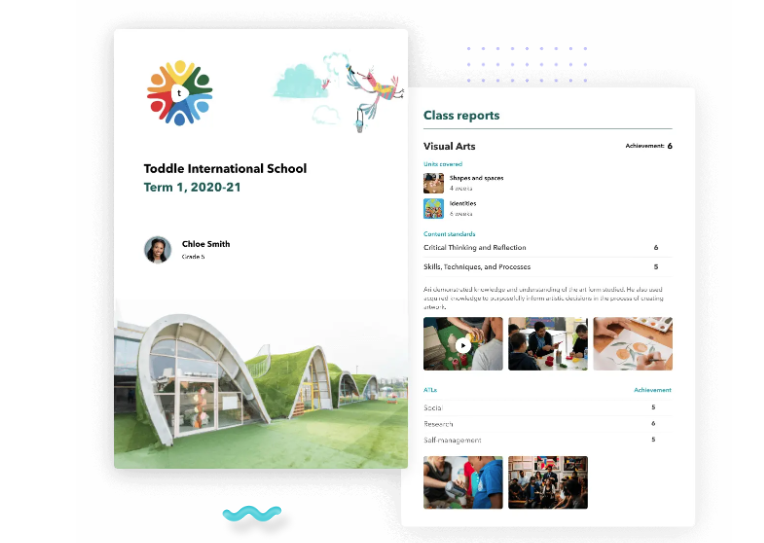 t
Toddle International School
Term 1, 2020-21
Chloe Smith
Grade 5
Class reports
Visual Arts
Achievement: 6
Units covered
Shapes and spaces
4 weeks
Identities
6 weeks
Content standards
Critical Thinking and Reflection 6
Skills, Techniques, and Processes 5
Ari demonstrated knowledge and understanding of the art form studied. He also used
acquired knowledge to purposefully inform artistic decisions in the process of creating
artwork.
ATLs Achievement
Social 5
Research 6
Self-management 5